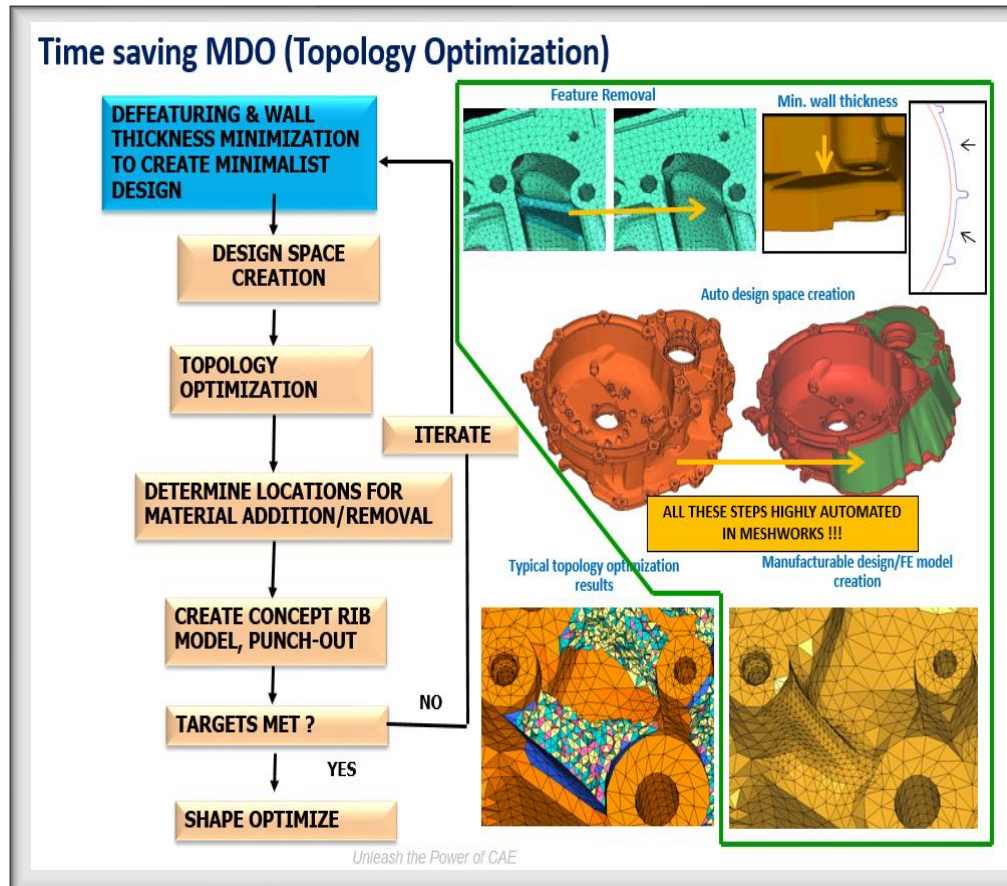 Time saving MDO (Topology Optimization)
DEFEATURING & WALL
THICKNESS MINIMIZATION
TO CREATE MINIMALIST
DESIGN
DESIGN SPACE
CREATION
TOPOLOGY
OPTIMIZATION
ITERATE
DETERMINE LOCATIONS FOR
MATERIAL ADDITION/REMOVAL
CREATE CONCEPT RIB
MODEL, PUNCH-OUT
TARGETS MET ?
NO
YES
SHAPE OPTIMIZE
Feature Removal
Min. wall thickness
Auto design space creation
ALL THESE STEPS HIGHLY AUTOMATED
IN MESHWORKS !!!
Typical topology optimization
results
Manufacturable design/FE model
creation
Unleash the Power of CAE